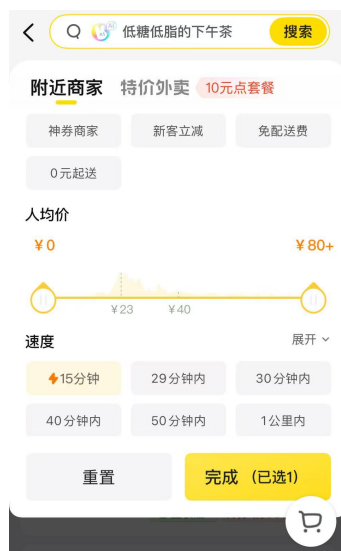 低糖低脂的下午茶 搜索
附近商家 特价外卖 10元点套餐
神券商家 新客立减 免配送费
0元起送
人均价
¥0 ¥80+
¥23 ¥40
速度 展开
15分钟 29分钟内 30分钟内
40分钟内 50分钟内 1公里内
重置 完成 (已选1)